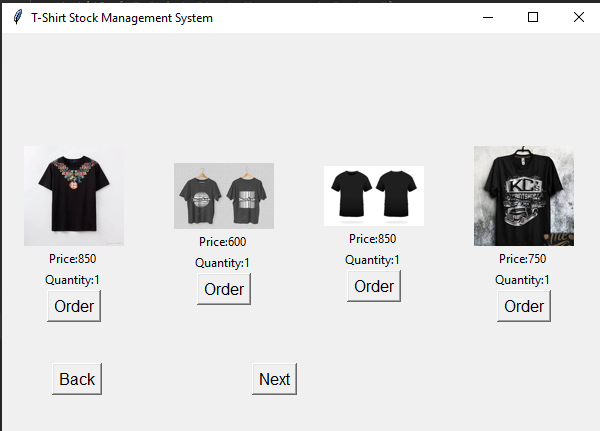 T-Shirt Stock Management System
KC
Price:850
Quantity:1
Order
Price:600
Quantity:1
Order
Price:850
Quantity:1
Order
Price:750
Quantity:1
Order
Back
Next